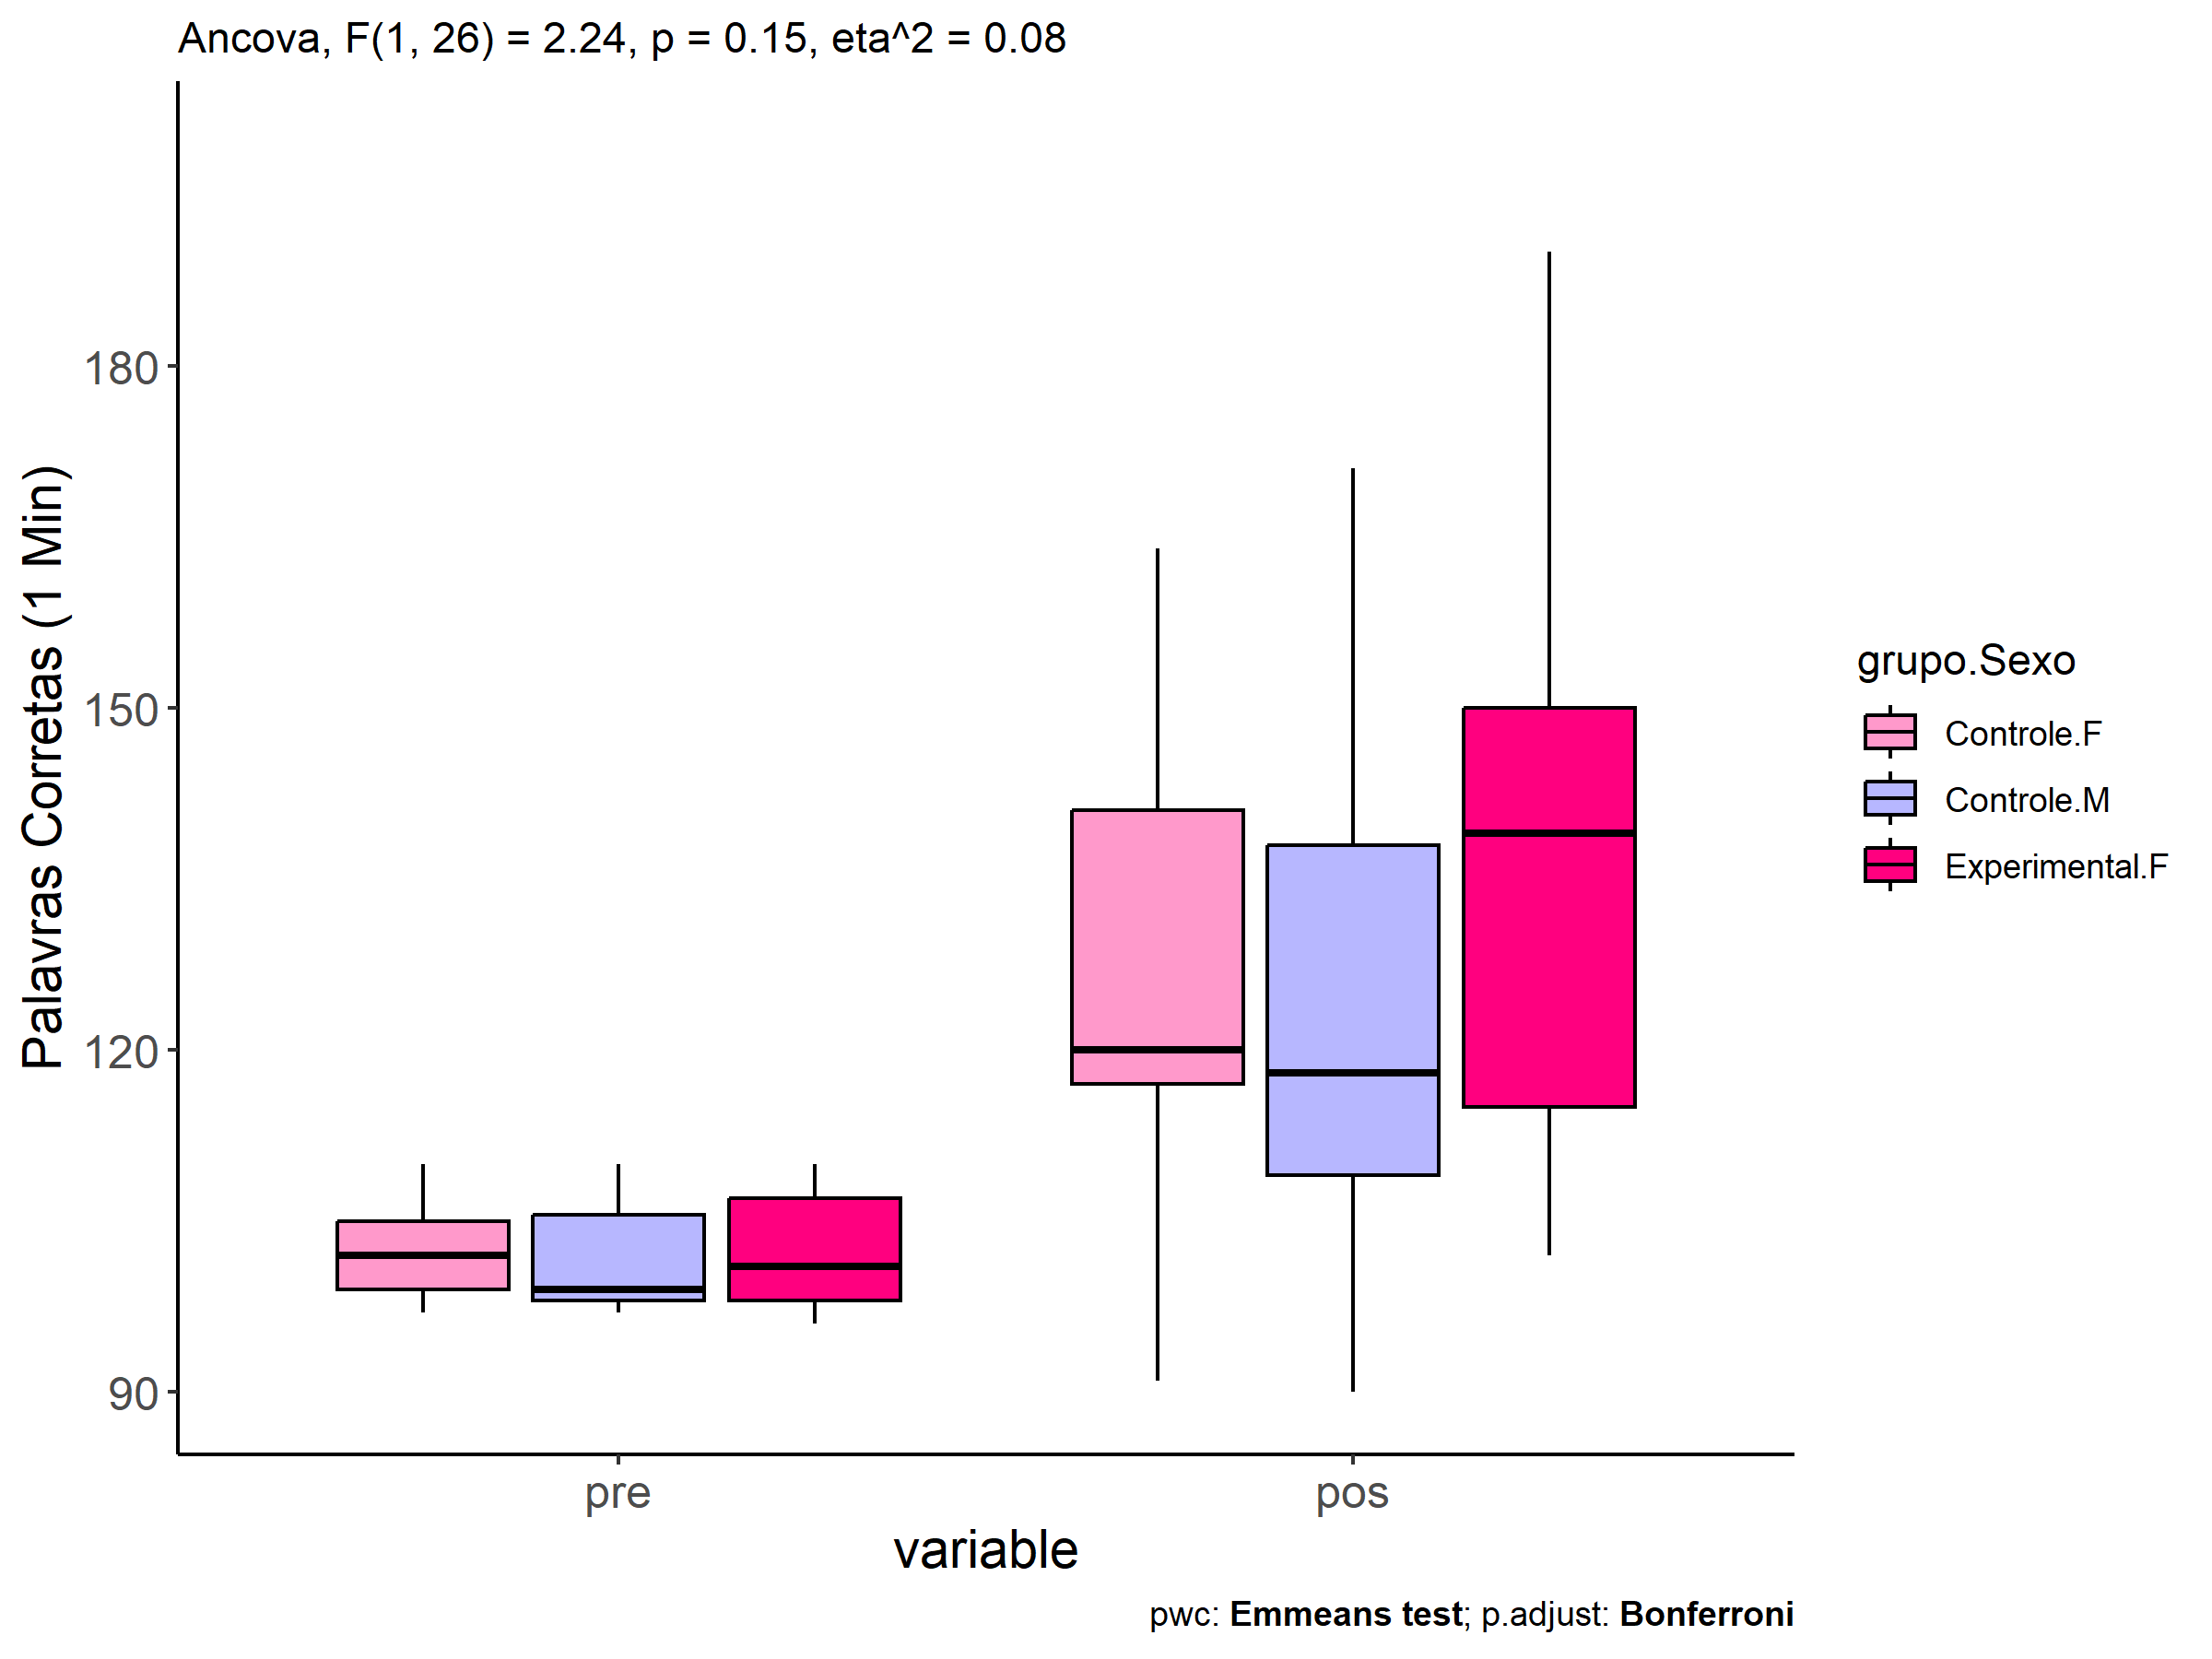 Ancova, F(1, 26) = 2.24, p = 0.15, eta^2 = 0.08
Palavras Corretas (1 Min)
180
150
120
90
pre
pos
variable
grupo.Sexo
Controle.F
Controle.M
Experimental.F
pwc: Emmeans test; p.adjust: Bonferroni